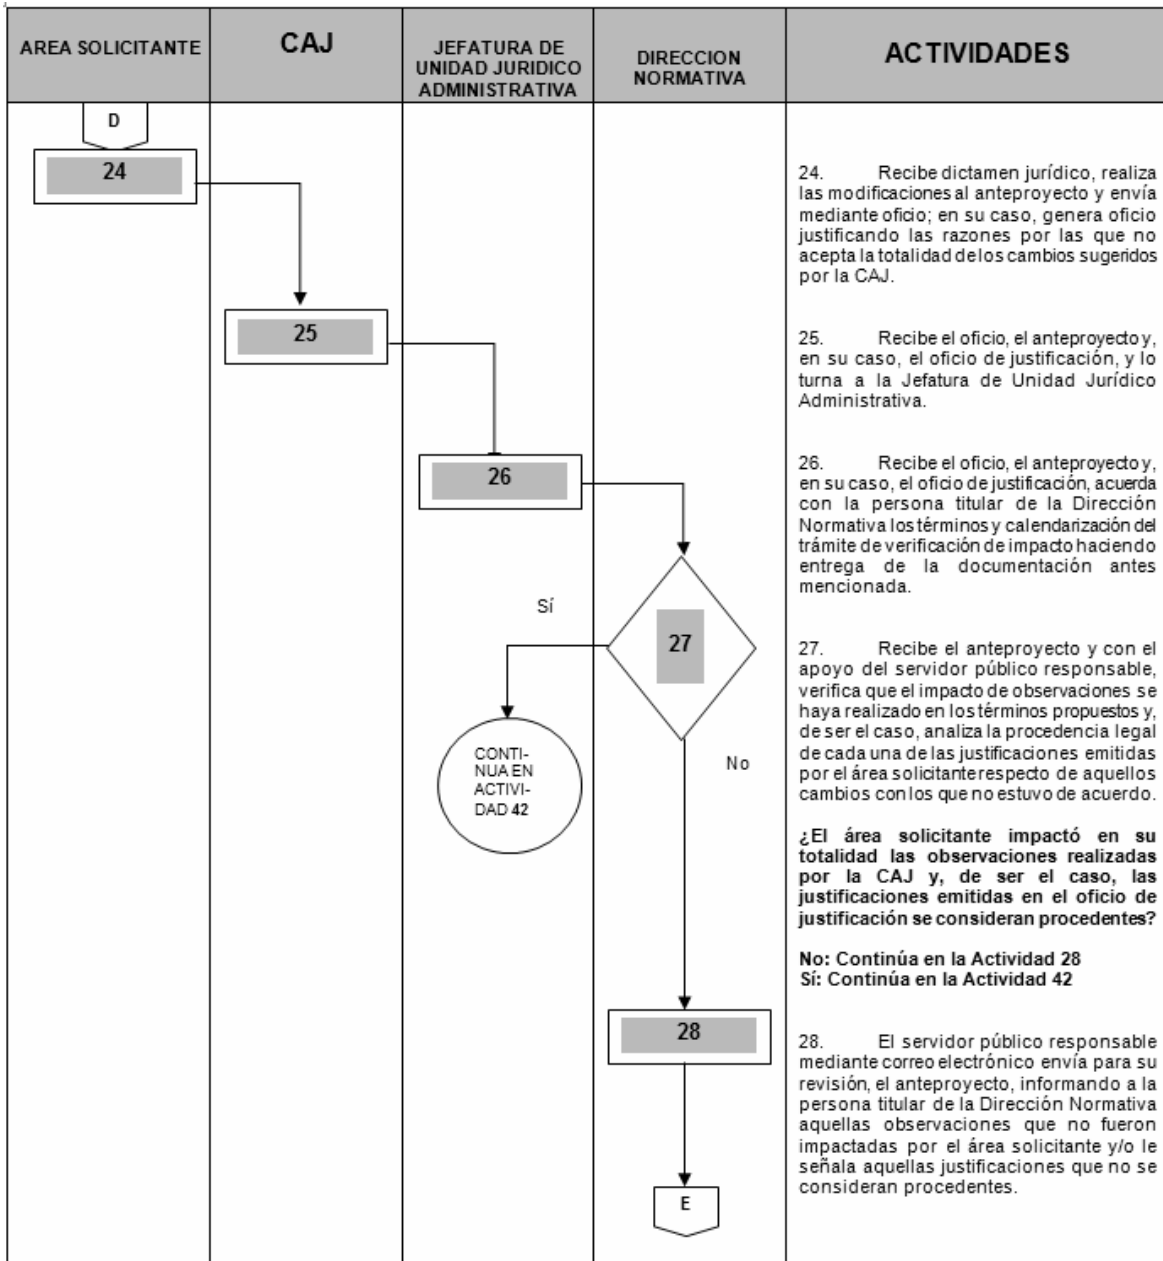 AREA SOLICITANTE
CAJ
JEFATURA DE
UNIDAD JURIDICO
ADMINISTRATIVA
DIRECCION
NORMATIVA
ACTIVIDADES
D
24
25
26
27
Sí
No
CONTI-
NUA EN
ACTIVI-
DAD 42
28
E
24. Recibe dictamen jurídico, realiza
las modificaciones al anteproyecto y envía
mediante oficio; en su caso, genera oficio
justificando las razones por las que no
acepta la totalidad de los cambios sugeridos
por la CAJ.
25. Recibe el oficio, el anteproyecto y,
en su caso, el oficio de justificación, y lo
turna a la Jefatura de Unidad Jurídico
Administrativa.
26. Recibe el oficio, el anteproyecto y,
en su caso, el oficio de justificación, acuerda
con la persona titular de la Dirección
Normativa los términos y calendarización del
trámite de verificación de impacto haciendo
entrega de la documentación antes
mencionada.
27. Recibe el anteproyecto y con el
apoyo del servidor público responsable,
verifica que el impacto de observaciones se
haya realizado en los términos propuestos y,
de ser el caso, analiza la procedencia legal
de cada una de las justificaciones emitidas
por el área solicitante respecto de aquellos
cambios con los que no estuvo de acuerdo.
¿El área solicitante impactó en su
totalidad las observaciones realizadas
por la CAJ y, de ser el caso, las
justificaciones emitidas en el oficio de
justificación se consideran procedentes?
No: Continúa en la Actividad 28
Sí: Continúa en la Actividad 42
28. El servidor público responsable
mediante correo electrónico envía para su
revisión, el anteproyecto, informando a la
persona titular de la Dirección Normativa
aquellas observaciones que no fueron
impactadas por el área solicitante y/o le
señala aquellas justificaciones que no se
consideran procedentes.